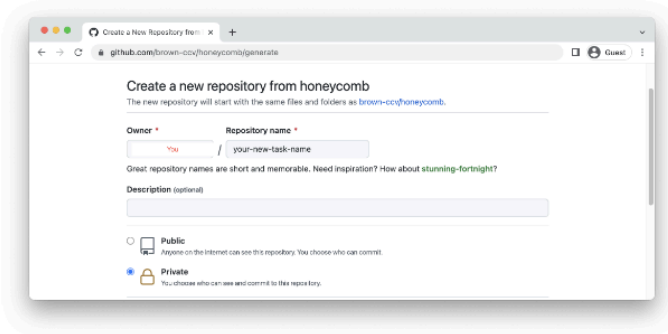 Create a New Repository from
github.com/brown-ccv/honeycomb/generate
Guest
Create a new repository from honeycomb
The new repository will start with the same files and folders as brown-ccv/honeycomb.
Owner * Repository name *
You / your-new-task-name
Great repository names are short and memorable. Need inspiration? How about stunning-fortnight?
Description (optional)
Public
Anyone on the internet can see this repository. You choose who can commit.
Private
You choose who can see and commit to this repository.